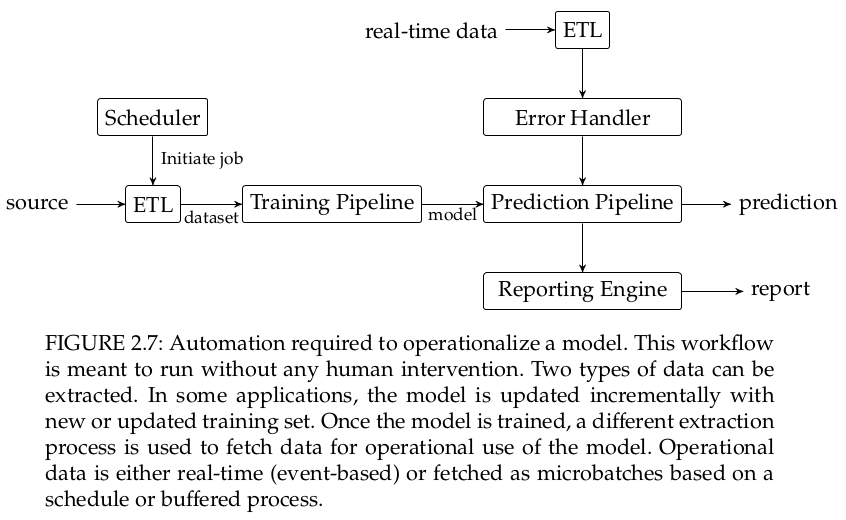 real-time data
ETL
Scheduler
Error Handler
Initiate job
source
ETL
dataset
Training Pipeline
model
Prediction Pipeline
prediction
Reporting Engine
report
FIGURE 2.7: Automation required to operationalize a model. This workflow
is meant to run without any human intervention. Two types of data can be
extracted. In some applications, the model is updated incrementally with
new or updated training set. Once the model is trained, a different extraction
process is used to fetch data for operational use of the model. Operational
data is either real-time (event-based) or fetched as microbatches based on a
schedule or buffered process.